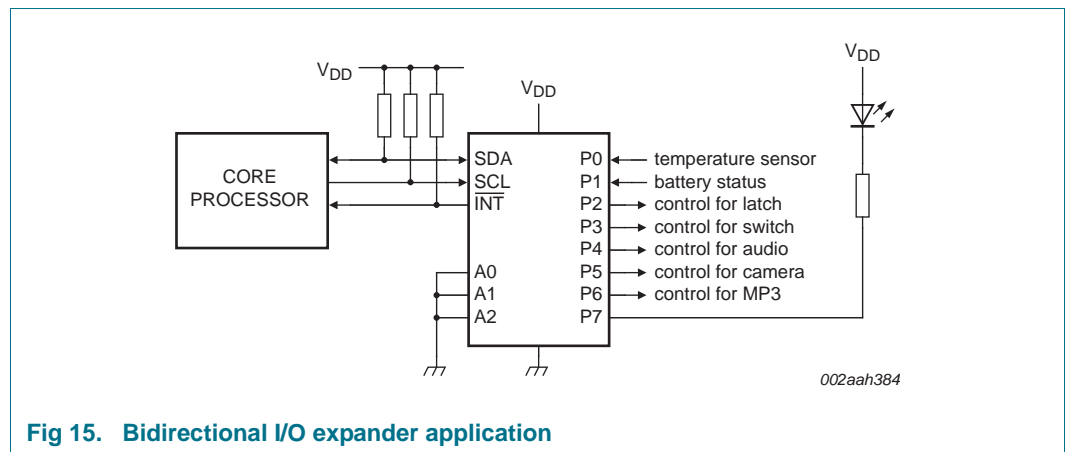 VDD
VDD
VDD
CORE
PROCESSOR
SDA
SCL
INT
A0
A1
A2
P0
P1
P2
P3
P4
P5
P6
P7
temperature sensor
battery status
control for latch
control for switch
control for audio
control for camera
control for MP3
002aah384
Fig 15. Bidirectional I/O expander application